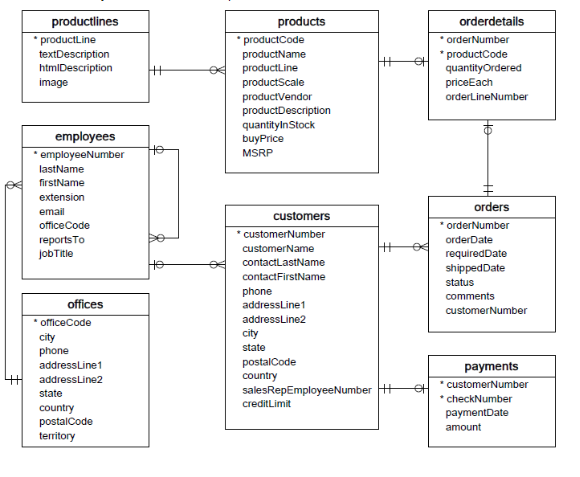 productlines
* productLine
textDescription
htmlDescription
image
products
* productCode
productName
productLine
productScale
productVendor
productDescription
quantityInStock
buyPrice
MSRP
orderdetails
* orderNumber
* productCode
quantityOrdered
priceEach
orderLineNumber
employees
* employeeNumber
lastName
firstName
extension
email
officeCode
reportsTo
jobTitle
customers
* customerNumber
customerName
contactLastName
contactFirstName
phone
addressLine1
addressLine2
city
state
postalCode
country
salesRepEmployeeNumber
creditLimit
orders
* orderNumber
orderDate
requiredDate
shippedDate
status
comments
customerNumber
offices
* officeCode
city
phone
addressLine1
addressLine2
state
country
postalCode
territory
payments
* customerNumber
* checkNumber
paymentDate
amount